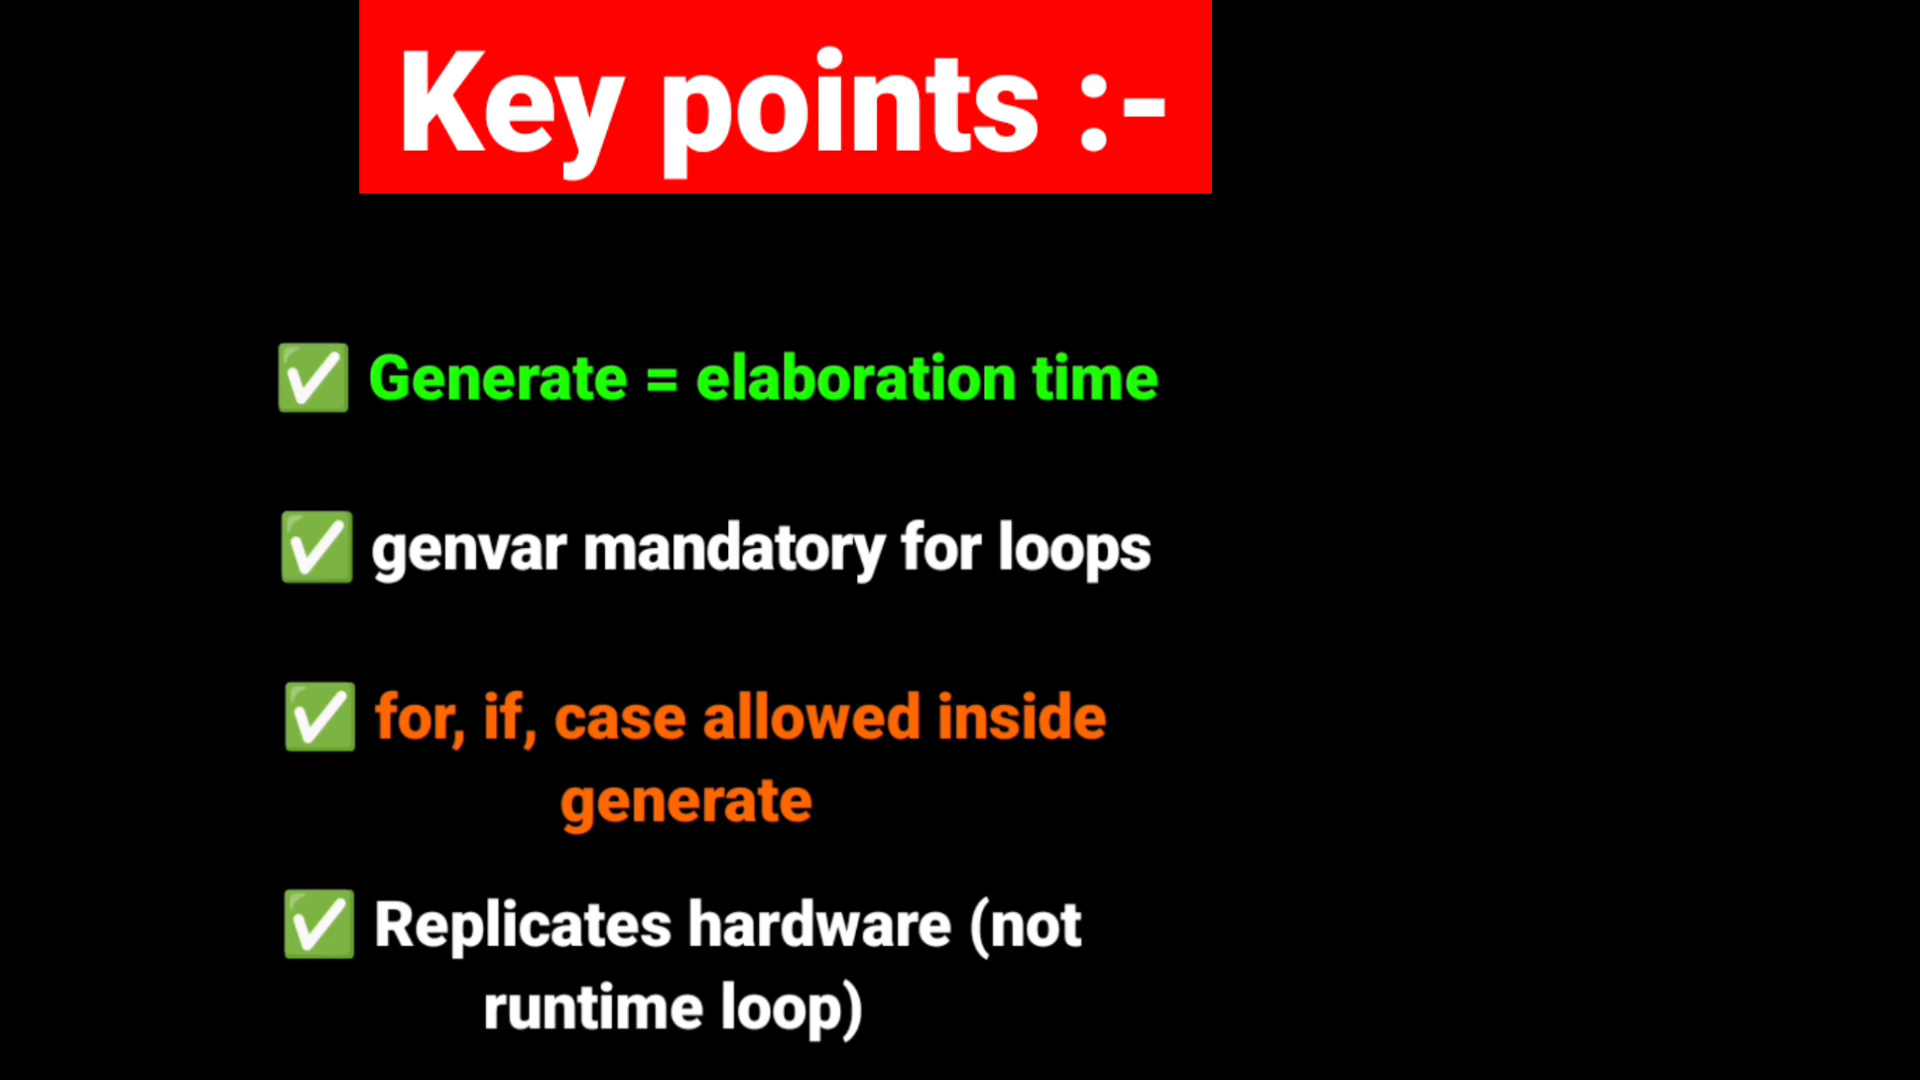 Key points :-
✅ Generate = elaboration time
✅ genvar mandatory for loops
✅ for, if, case allowed inside
generate
✅ Replicates hardware (not
runtime loop)